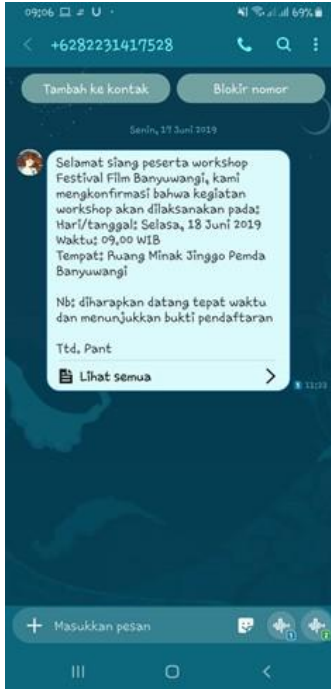 09;06
69%
+6282231417528
Tambah ke kontak
Blokir nomor
Senin, 17 Juni 2019
Selamat siang peserta workshop
Festival Film Banyuwangi, kami
mengkonfirmasi bahwa kegiatan
workshop akan dilaksanakan pada:
Hari/tanggal: Selasa, 18 Juni 2019
Waktu: 09.00 WIB
Tempat: Ruang Minak Jinggo Pemda
Banyuwangi
Nb: diharapkan datang tepat waktu
dan menunjukkan bukti pendaftaran
Ttd. Pant
Lihat semua
Masukkan pesan
1
2